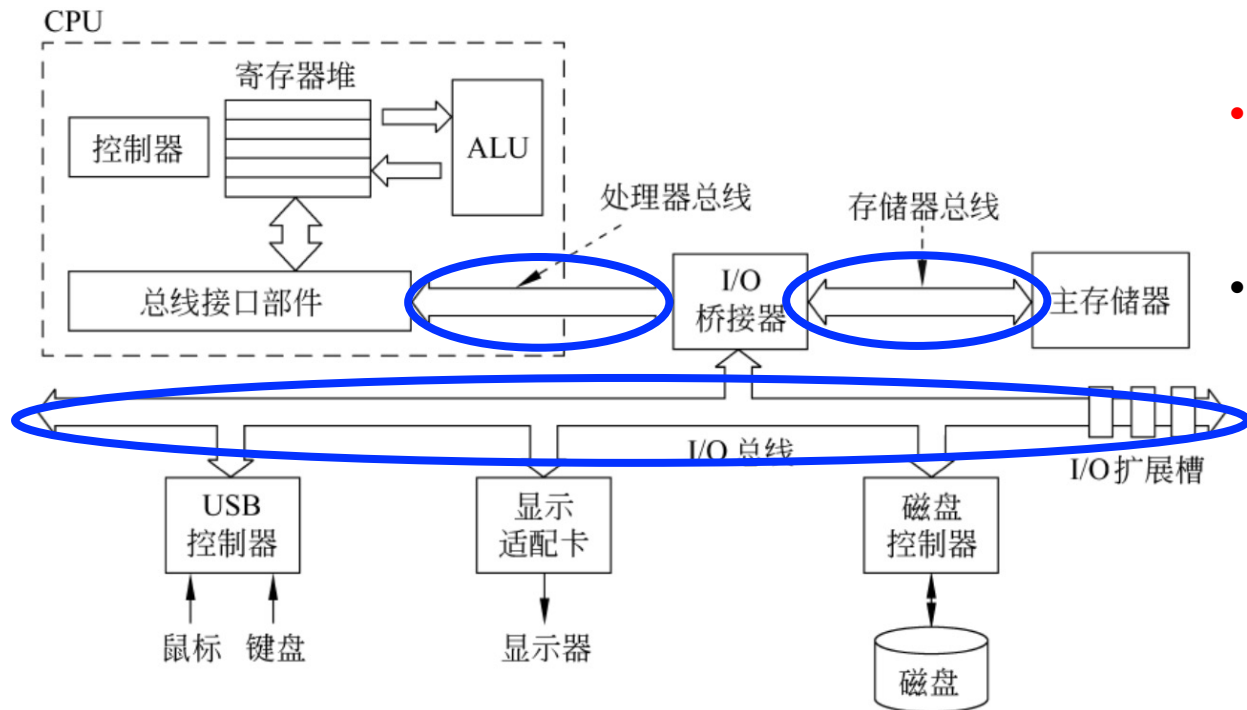 CPU
寄存器堆
控制器
ALU
处理器总线
存储器总线
总线接口部件
I/O
桥接器
主存储器
I/O 总线
I/O 扩展槽
USB
控制器
显示
适配卡
磁盘
控制器
鼠标
键盘
显示器
磁盘